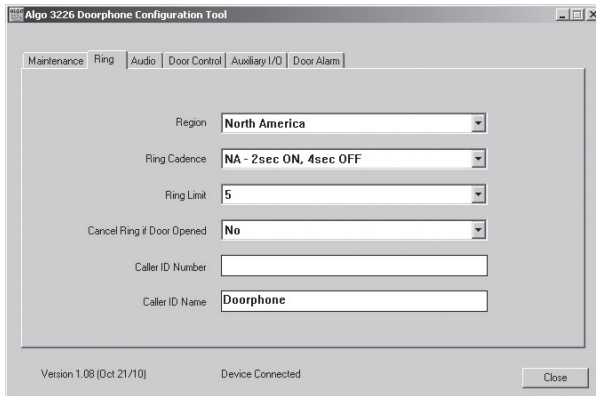 Algo 3226 Doorphone Configuration Tool
Maintenance Ring Audio Door Control Auxiliary I/O Door Alarm
Region North America
Ring Cadence NA - 2sec ON, 4sec OFF
Ring Limit 5
Cancel Ring if Door Opened No
Caller ID Number
Caller ID Name Doorphone
Version 1.08 (Oct 21/10) Device Connected Close